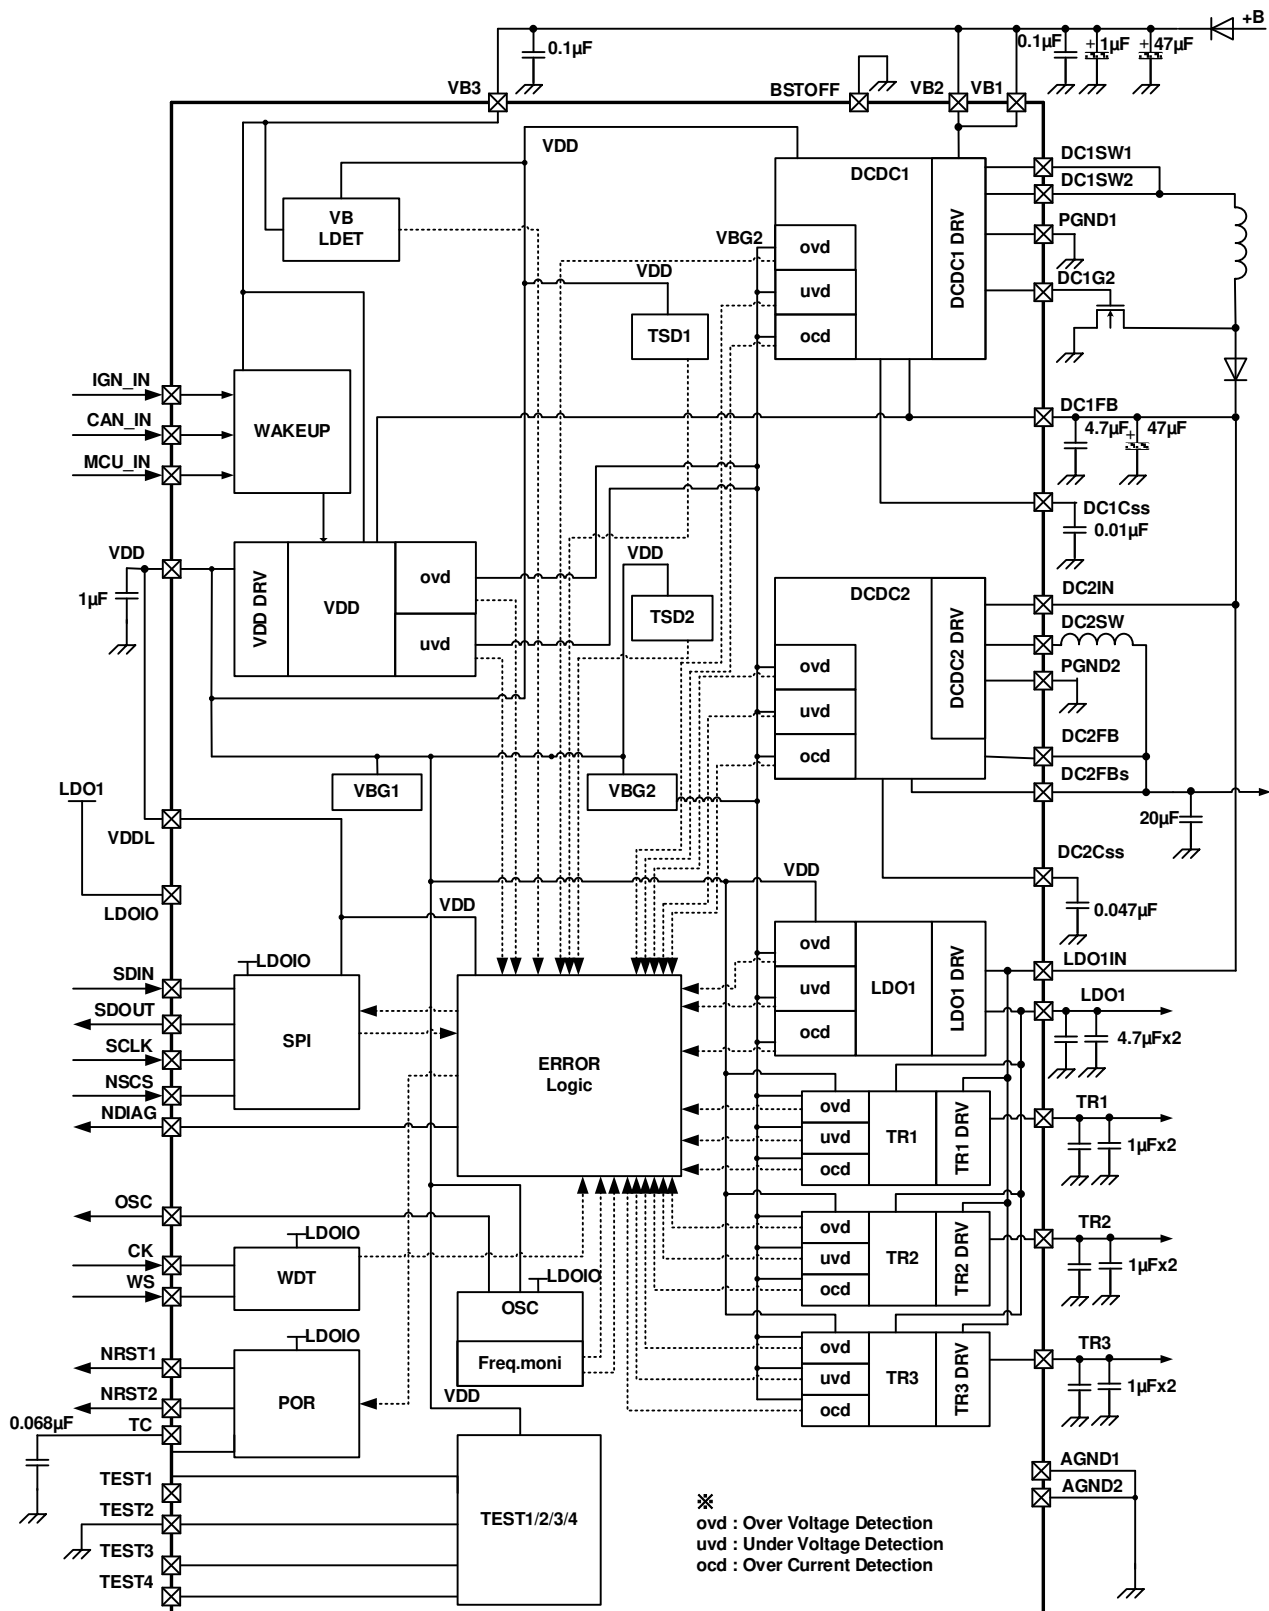 +B
0.1µF
0.1µF
1µF
47µF
VB3
BSTOFF
VB2
VB1
VDD
DCDC1
DCDC1 DRV
DC1SW1
DC1SW2
VB
LDET
VBG2
ovd
uvd
ocd
PGND1
VDD
DC1G2
TSD1
IGN_IN
CAN_IN
MCU_IN
WAKEUP
DC1FB
4.7µF
47µF
DC1Css
0.01µF
VDD
1µF
VDD DRV
VDD
ovd
uvd
VDD
TSD2
DCDC2
DCDC2 DRV
ovd
uvd
ocd
DC2IN
DC2SW
PGND2
DC2FB
DC2FBs
20µF
VBG1
VBG2
LDO1
VDDL
LDOIO
DC2Css
0.047µF
VDD
VDD
ovd
uvd
ocd
LDO1
LDO1 DRV
LDO1IN
LDO1
4.7µFx2
LDOIO
SDIN
SDOUT
SCLK
NSCS
NDIAG
SPI
ERROR
Logic
ovd
uvd
ocd
TR1
TR1 DRV
TR1
1µFx2
OSC
CK
WS
LDOIO
WDT
LDOIO
OSC
Freq.moni
ovd
uvd
ocd
TR2
TR2 DRV
TR2
1µFx2
LDOIO
NRST1
NRST2
TC
0.068µF
POR
VDD
ovd
uvd
ocd
TR3
TR3 DRV
TR3
1µFx2
TEST1
TEST2
TEST3
TEST4
TEST1/2/3/4
AGND1
AGND2
※
ovd : Over Voltage Detection
uvd : Under Voltage Detection
ocd : Over Current Detection